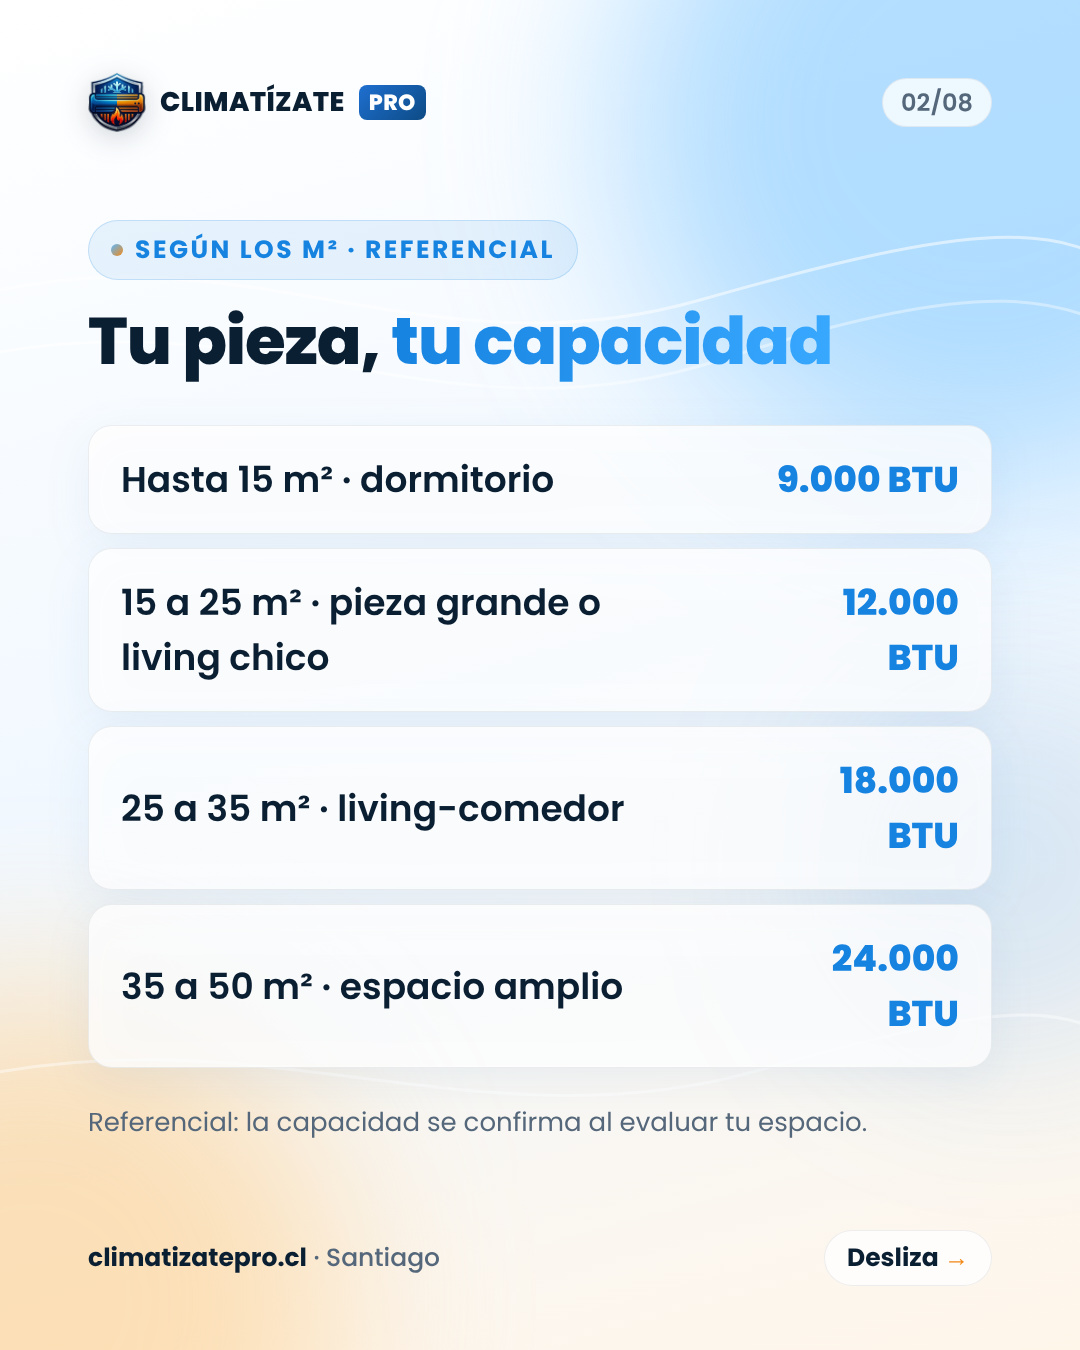 CLIMATÍZATE PRO
02/08
SEGÚN LOS M² · REFERENCIAL
Tu pieza, tu capacidad
Hasta 15 m² · dormitorio
9.000 BTU
15 a 25 m² · pieza grande o
living chico
12.000
BTU
25 a 35 m² · living-comedor
18.000
BTU
35 a 50 m² · espacio amplio
24.000
BTU
Referencial: la capacidad se confirma al evaluar tu espacio.
climatizatepro.cl · Santiago
Desliza →